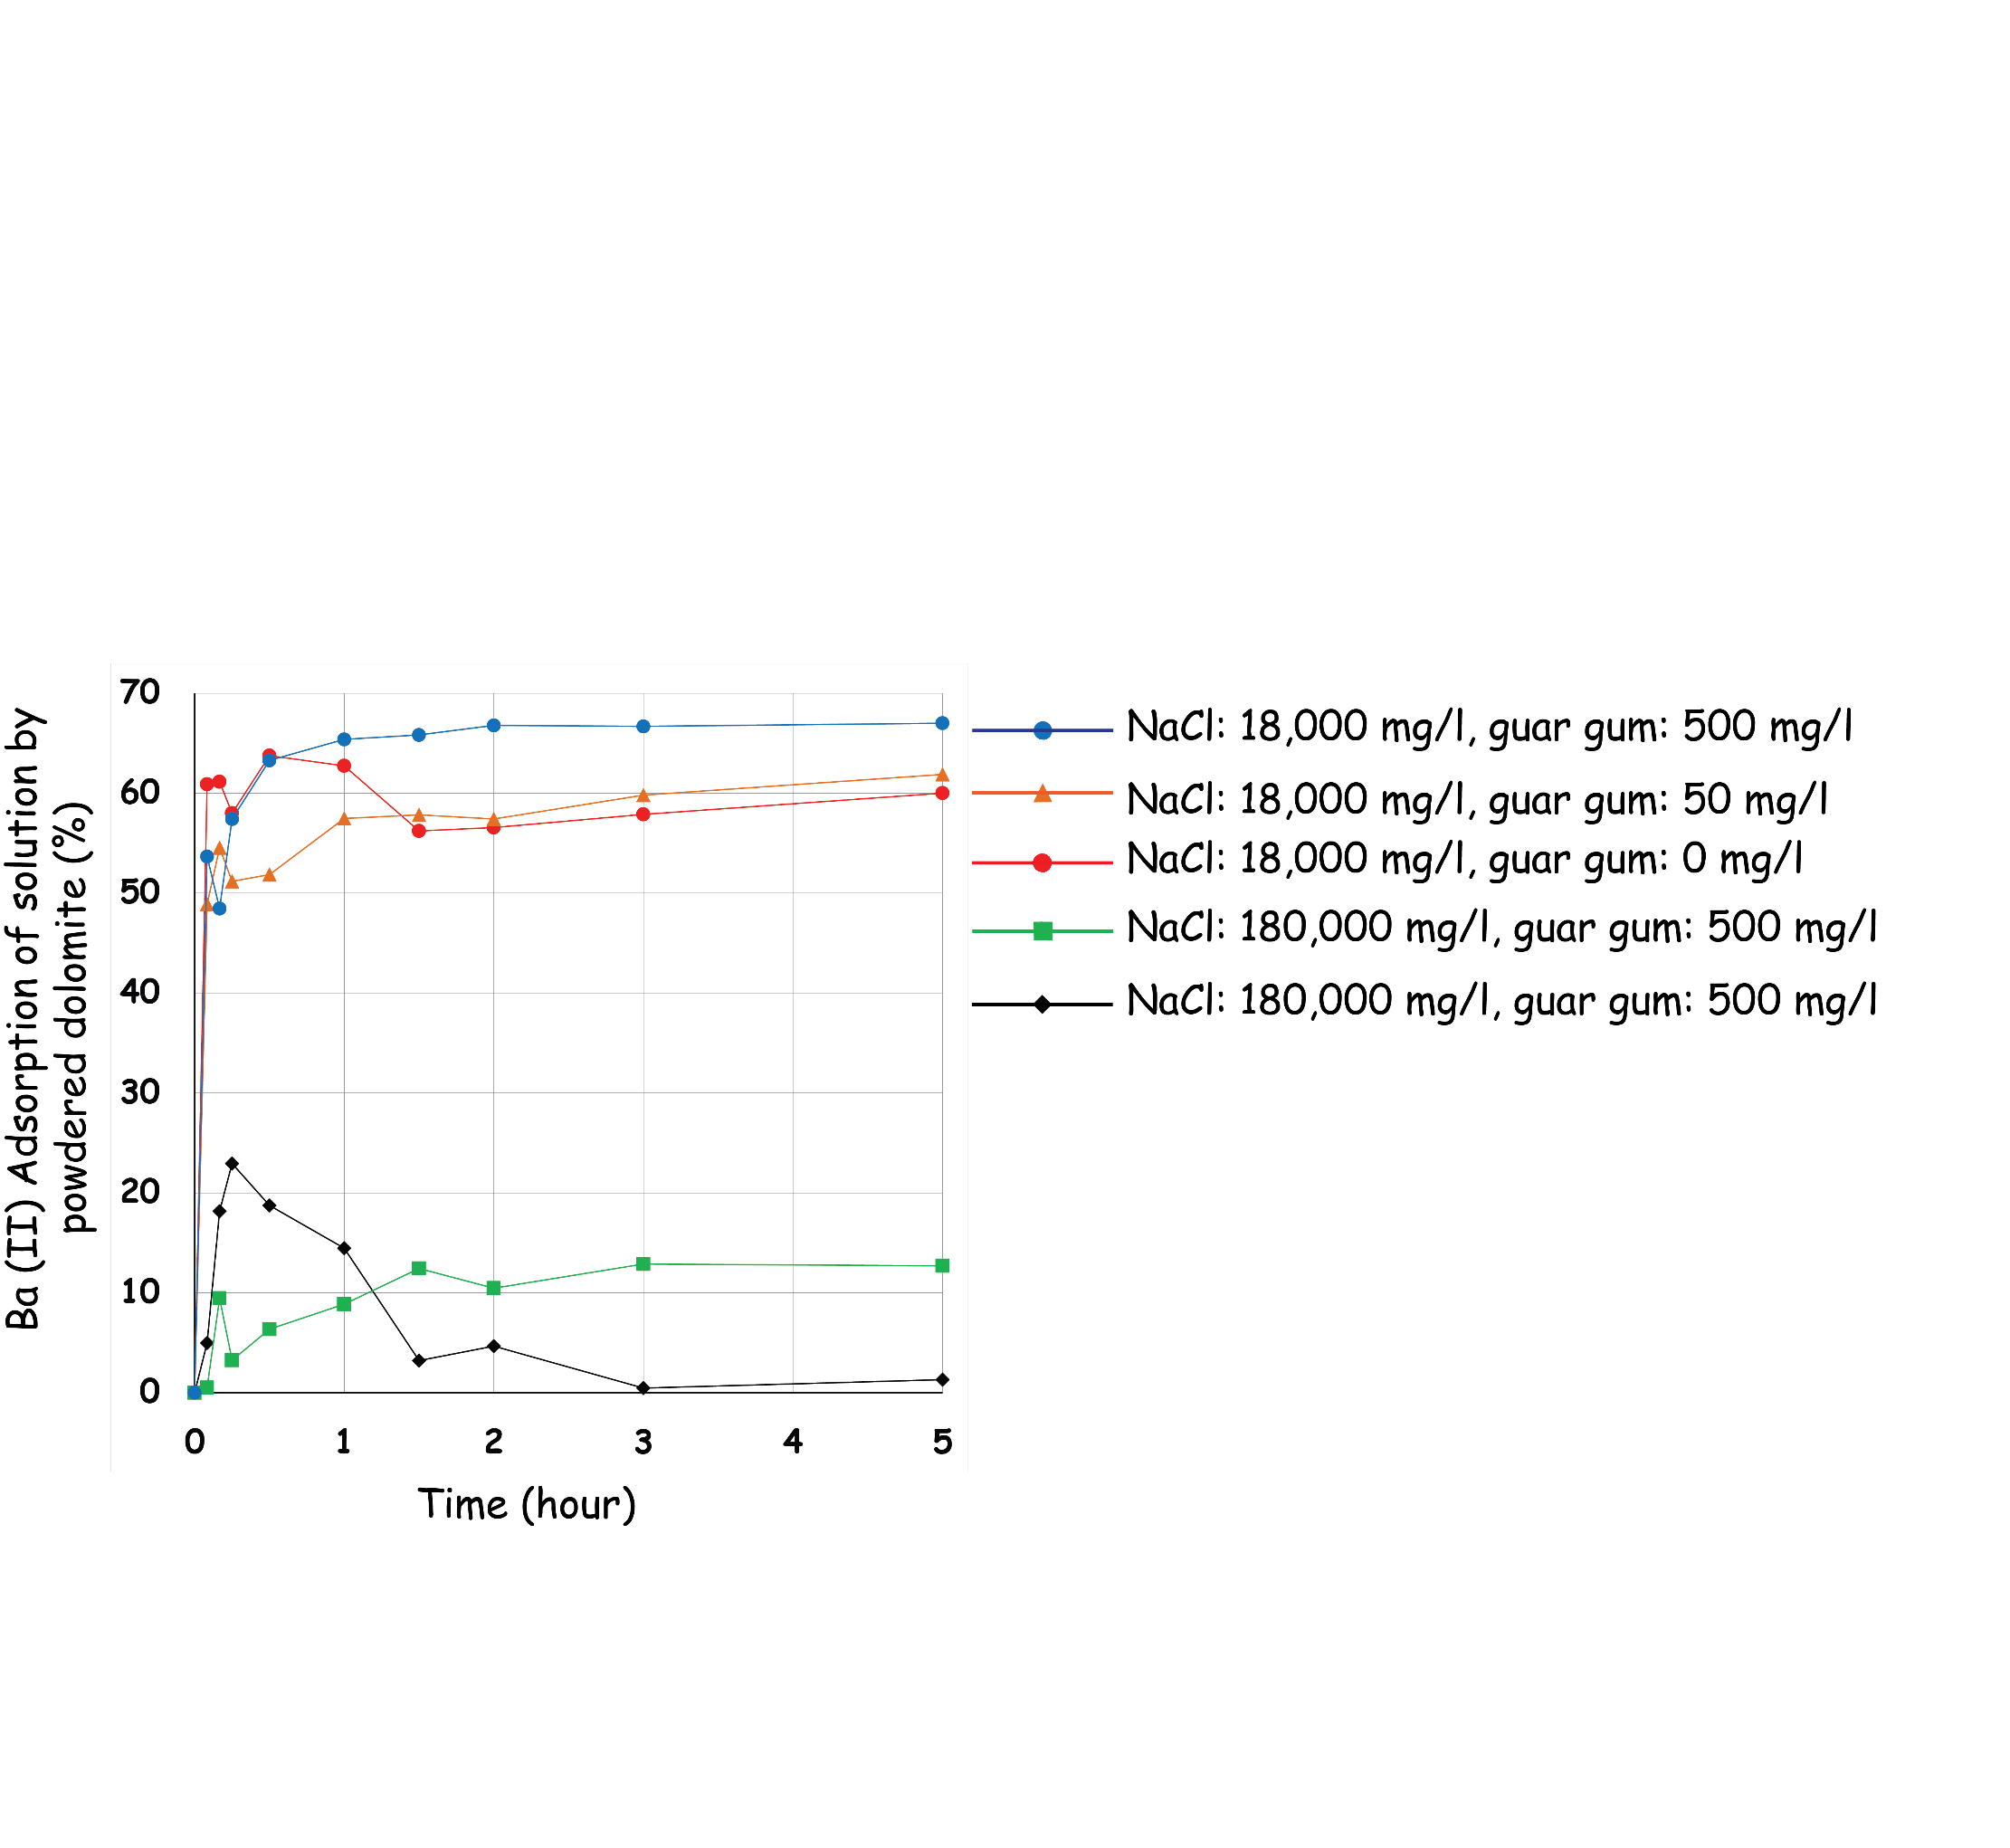 Ba (II) Adsorption of solution by
powdered dolomite (%)
70
60
50
40
30
20
10
0
0 1 2 3 4 5
Time (hour)
NaCl: 18,000 mg/l, guar gum: 500 mg/l
NaCl: 18,000 mg/l, guar gum: 50 mg/l
NaCl: 18,000 mg/l, guar gum: 0 mg/l
NaCl: 180,000 mg/l, guar gum: 500 mg/l
NaCl: 180,000 mg/l, guar gum: 500 mg/l